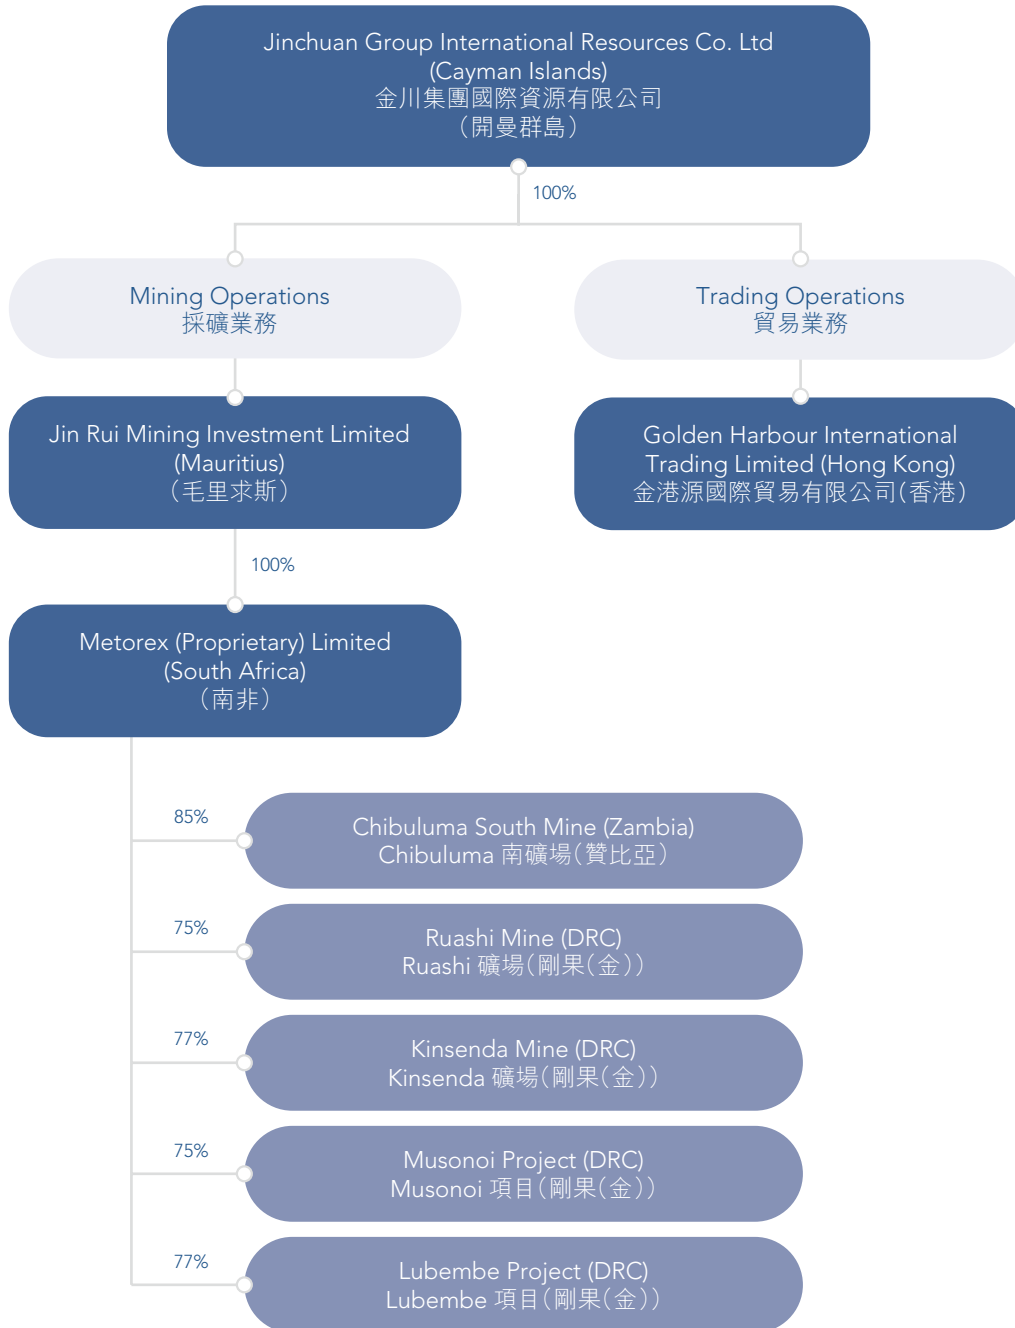 Jinchuan Group International Resources Co. Ltd
(Cayman Islands)
金川集團國際資源有限公司
（開曼群島）
100%
Mining Operations
採礦業務
Trading Operations
貿易業務
Jin Rui Mining Investment Limited
(Mauritius)
（毛里求斯）
Golden Harbour International
Trading Limited (Hong Kong)
金港源國際貿易有限公司（香港）
100%
Metorex (Proprietary) Limited
(South Africa)
（南非）
85%
Chibuluma South Mine (Zambia)
Chibuluma 南礦場（贊比亞）
75%
Ruashi Mine (DRC)
Ruashi 礦場（剛果（金））
77%
Kinsenda Mine (DRC)
Kinsenda 礦場（剛果（金））
75%
Musonoi Project (DRC)
Musonoi 項目（剛果（金））
77%
Lubembe Project (DRC)
Lubembe 項目（剛果（金））